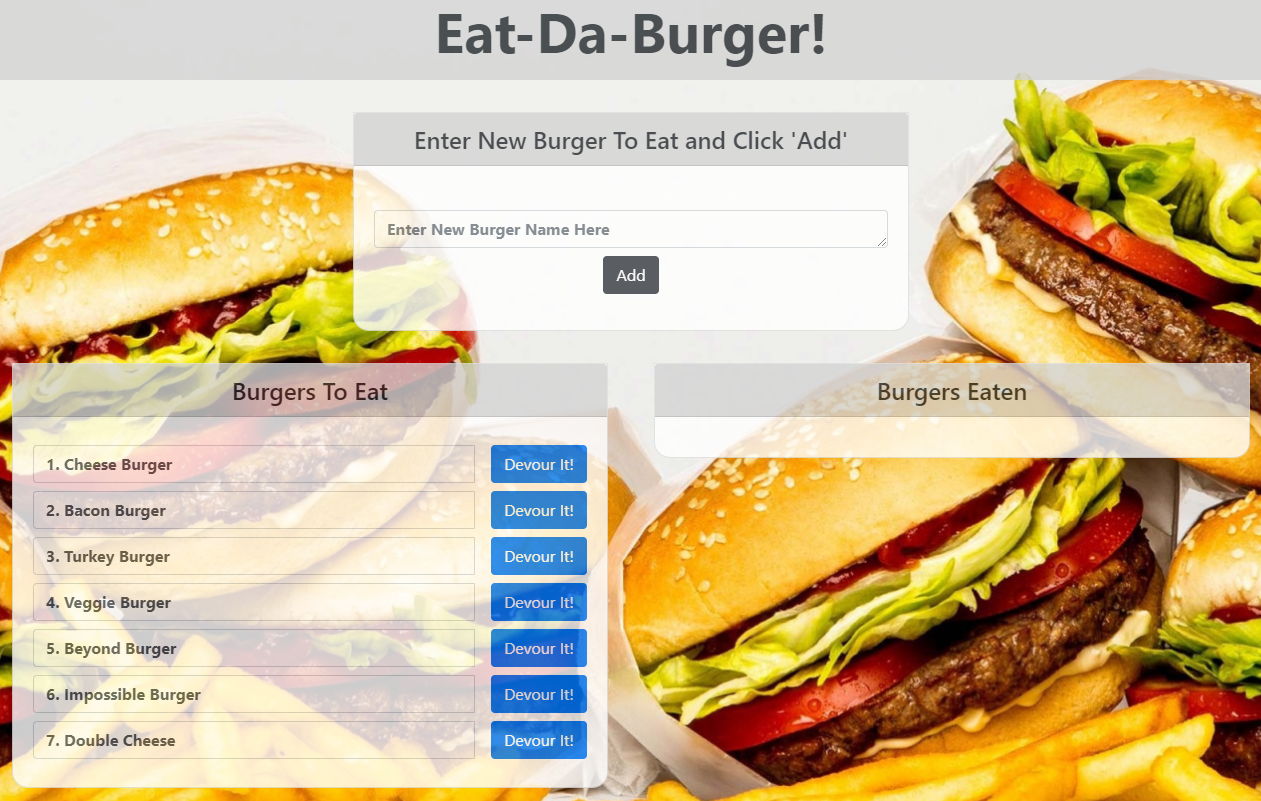 Eat-Da-Burger!
Enter New Burger To Eat and Click 'Add'
Enter New Burger Name Here
Add
Burgers To Eat
1. Cheese Burger
Devour It!
2. Bacon Burger
Devour It!
3. Turkey Burger
Devour It!
4. Veggie Burger
Devour It!
5. Beyond Burger
Devour It!
6. Impossible Burger
Devour It!
7. Double Cheese
Devour It!
Burgers Eaten